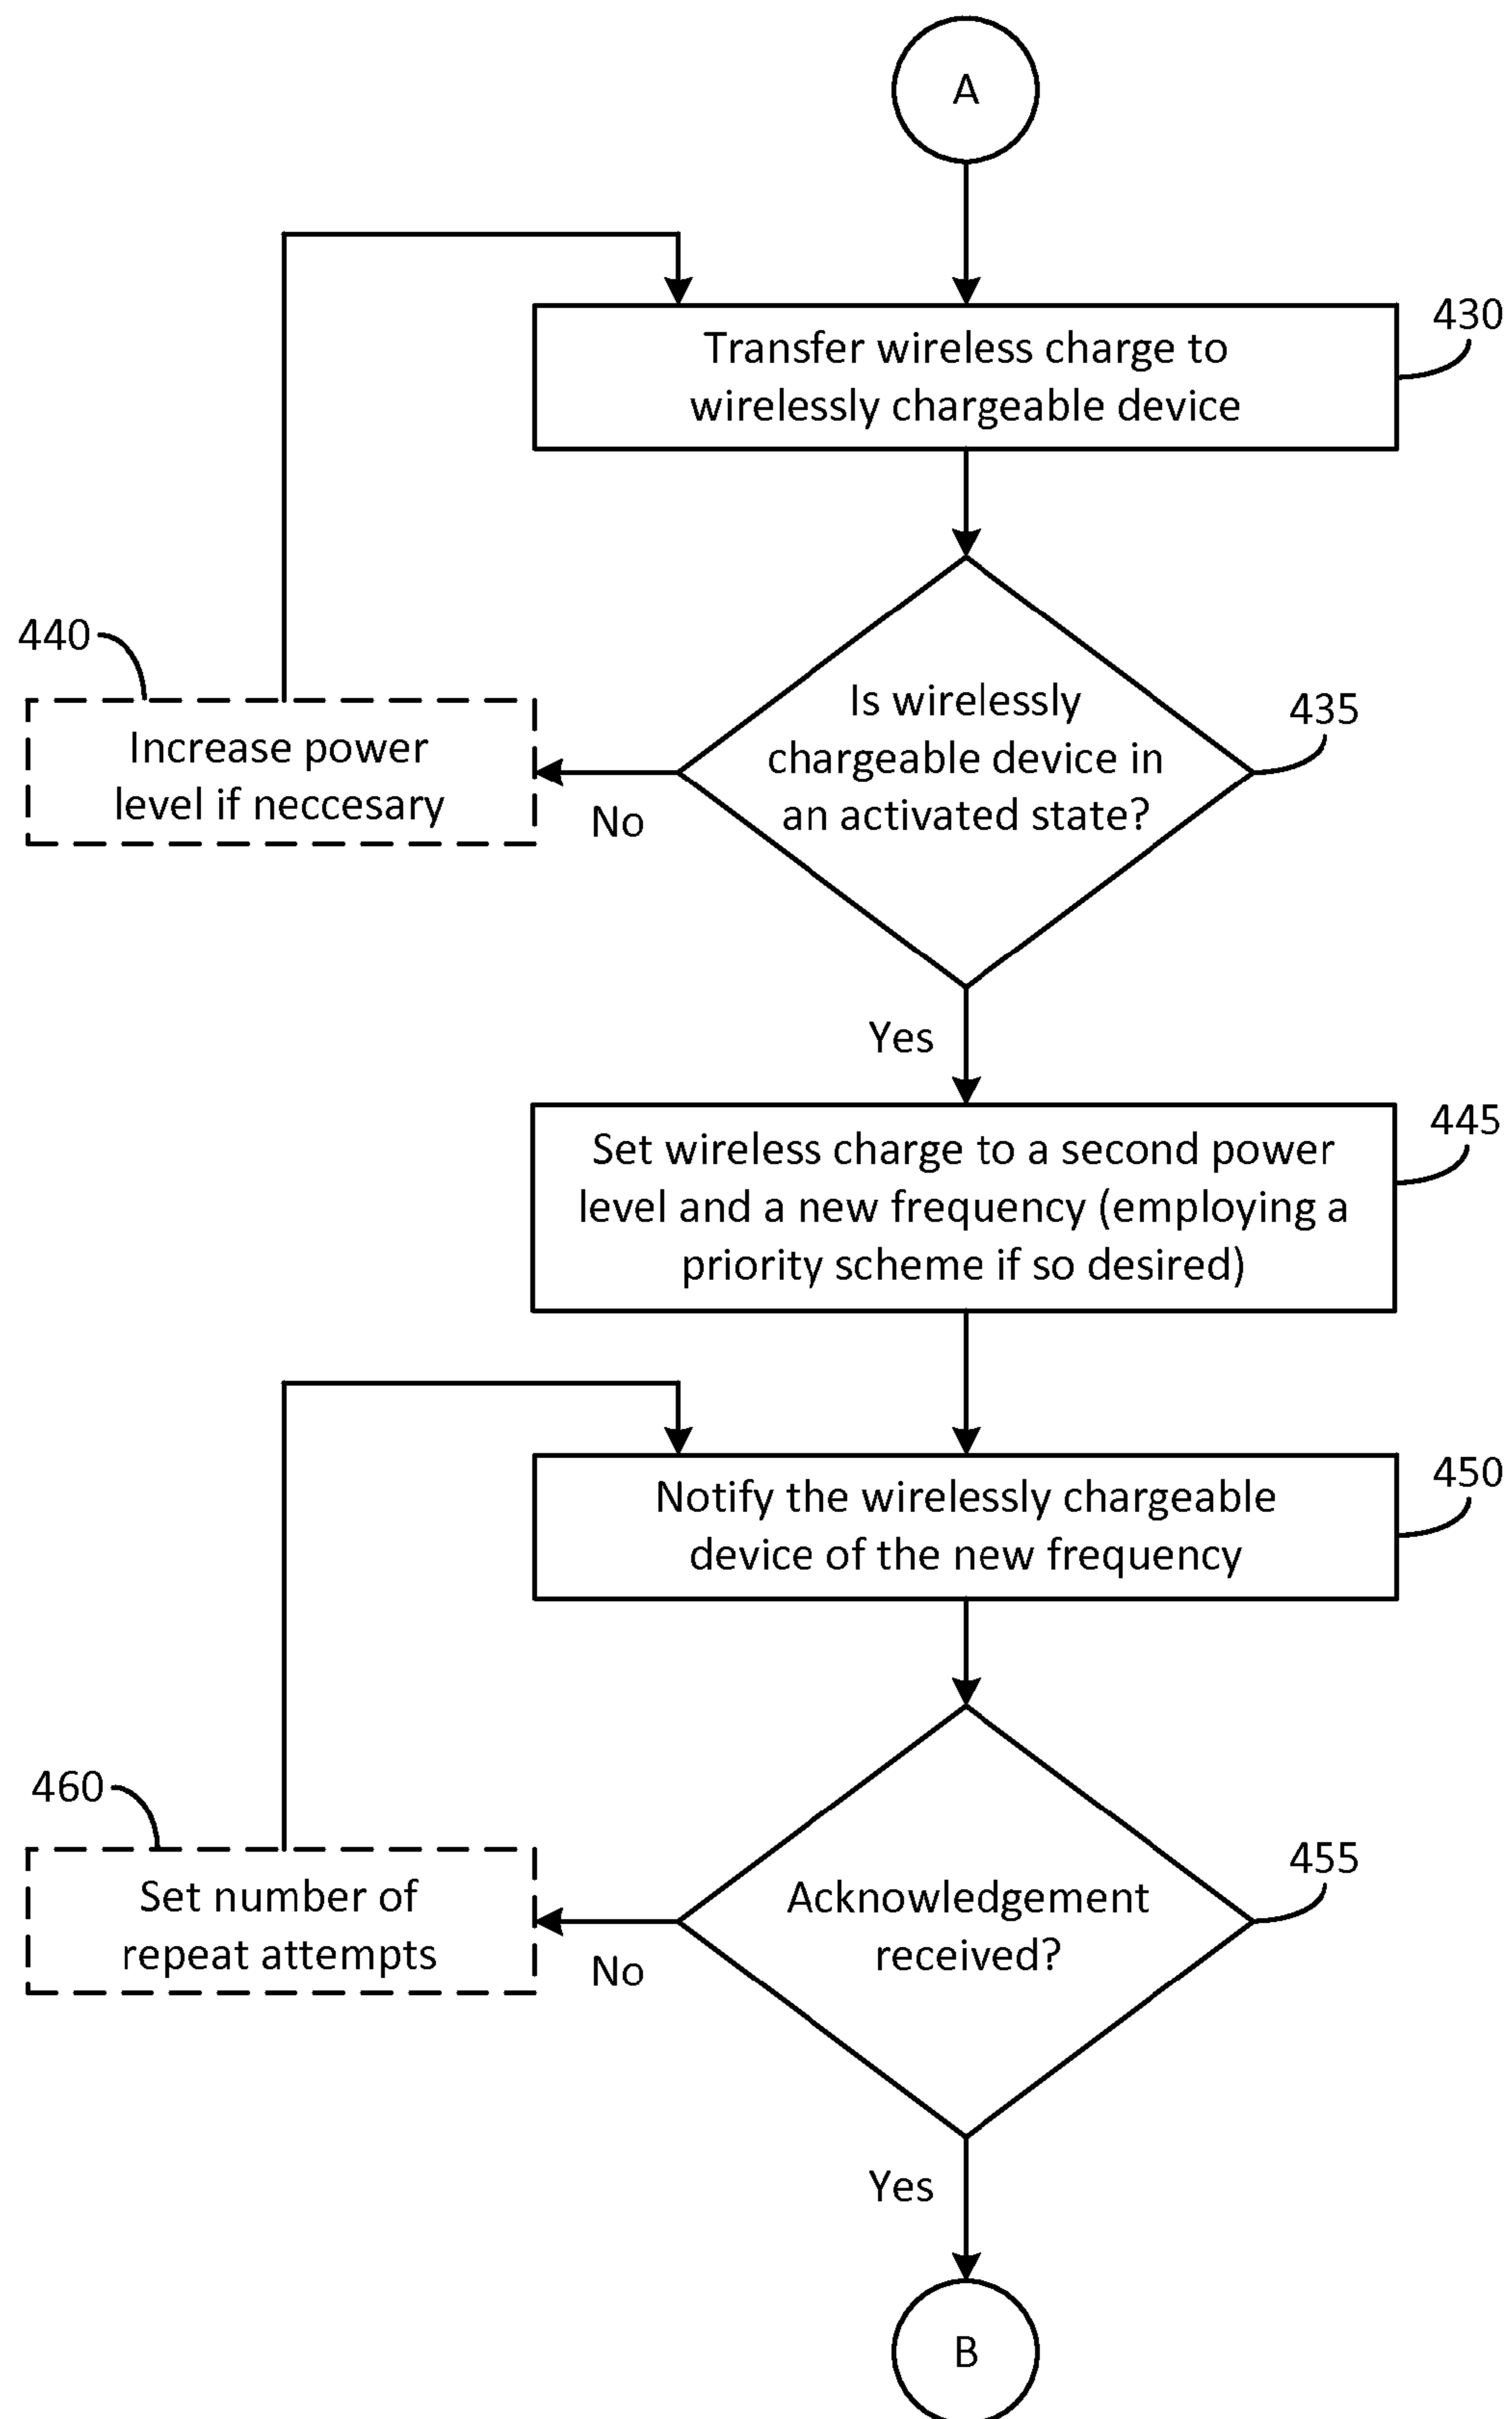 A
430
Transfer wireless charge to
wirelessly chargeable device
440
Increase power
level if neccesary
No
Is wirelessly
chargeable device in
an activated state?
435
Yes
445
Set wireless charge to a second power
level and a new frequency (employing a
priority scheme if so desired)
450
Notify the wirelessly chargeable
device of the new frequency
460
Set number of
repeat attempts
No
Acknowledgement
received?
455
Yes
B